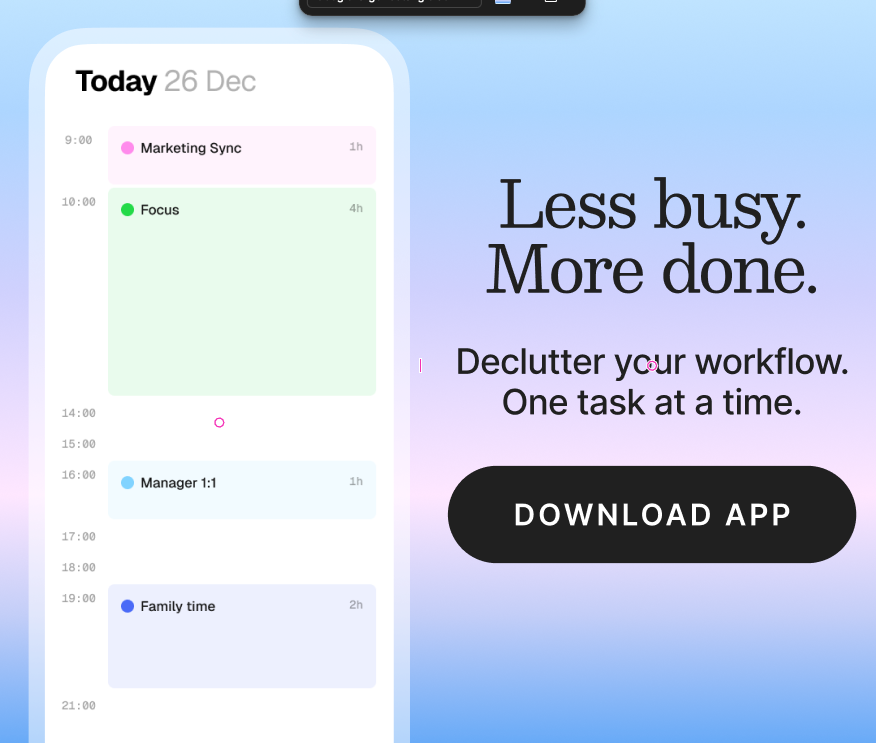 Today 26 Dec
9:00
Marketing Sync
1h
10:00
Focus
4h
14:00
15:00
16:00
Manager 1:1
1h
17:00
18:00
19:00
Family time
2h
21:00
Less busy.
More done.
Declutter your workflow.
One task at a time.
DOWNLOAD APP